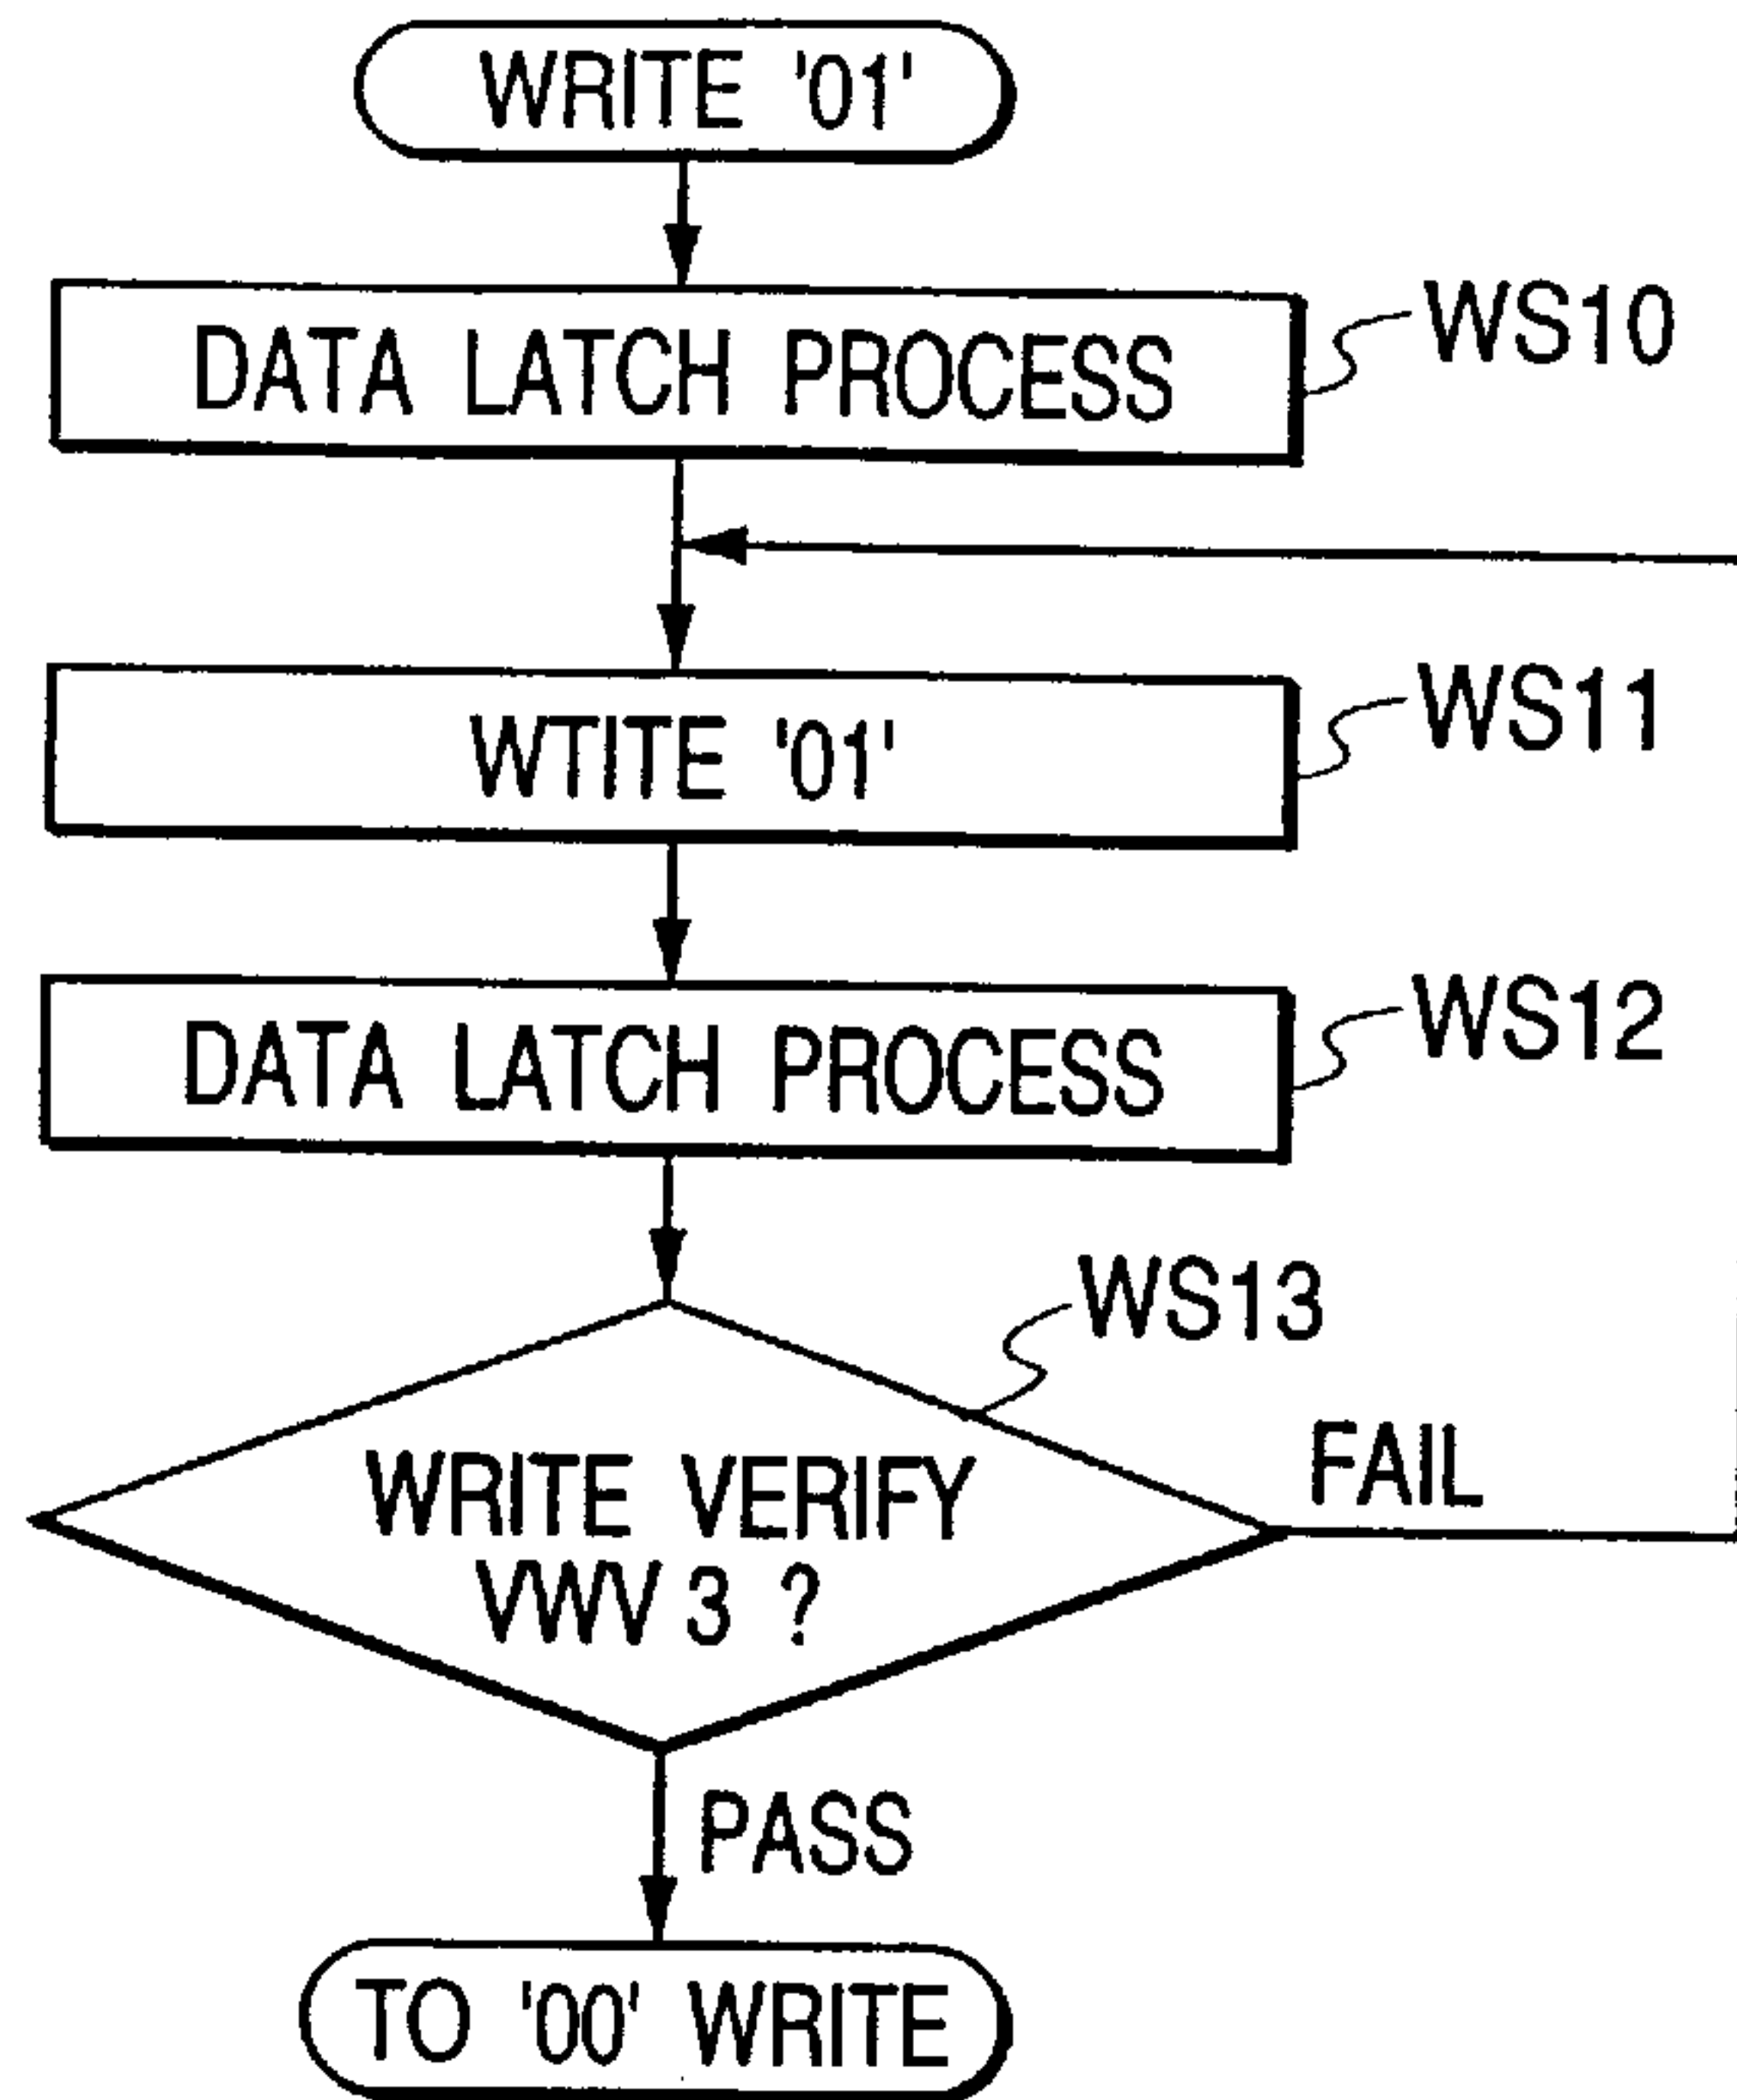 WRITE '01'
DATA LATCH PROCESS
WS10
WTITE '01'
WS11
DATA LATCH PROCESS
WS12
WS13
WRITE VERIFY
VWV 3 ?
FAIL
PASS
TO '00' WRITE